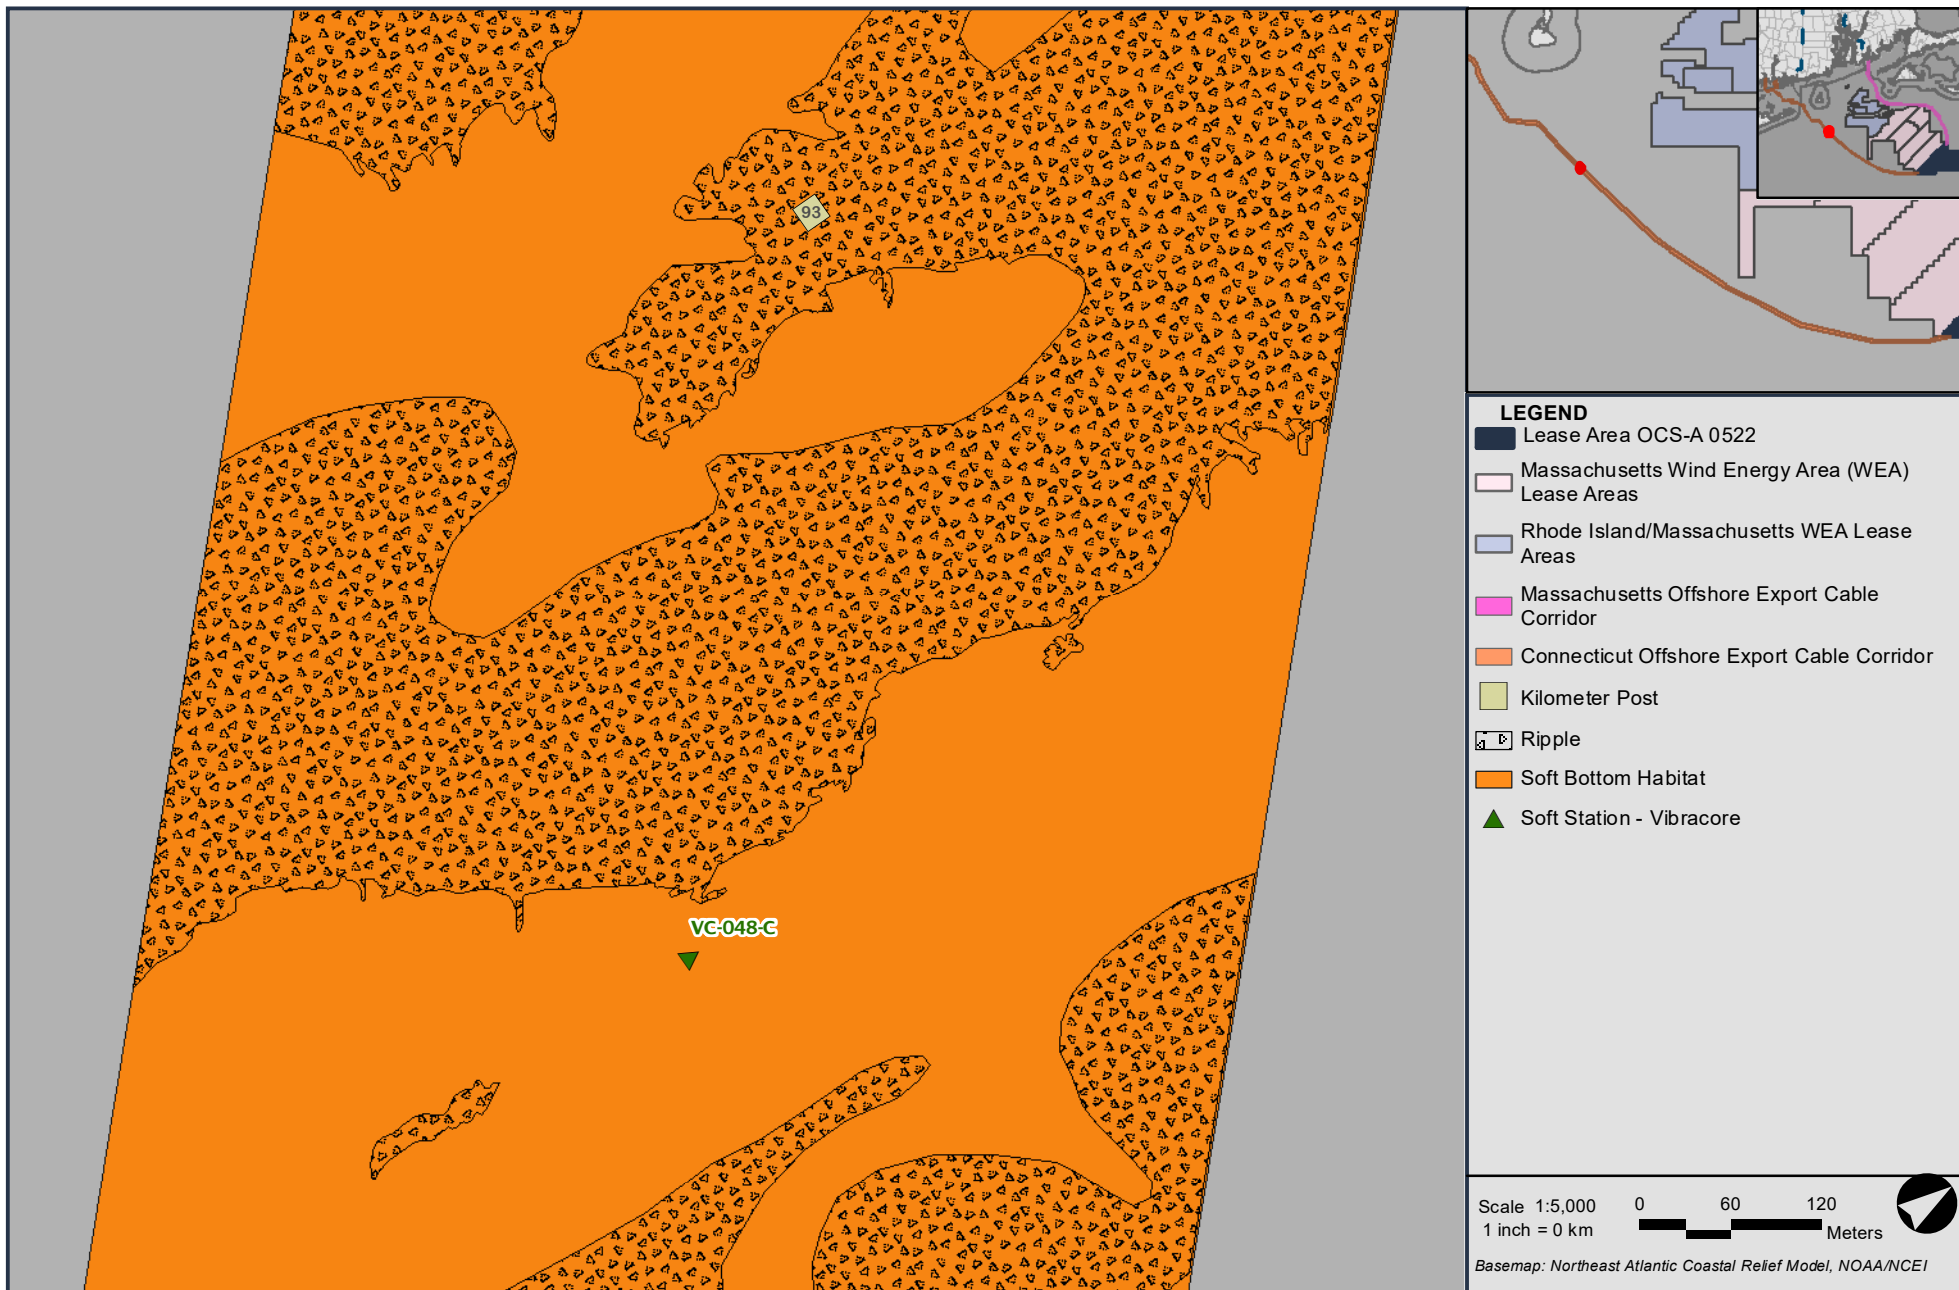 93
VC-048-C
LEGEND
Lease Area OCS-A 0522
Massachusetts Wind Energy Area (WEA)
Lease Areas
Rhode Island/Massachusetts WEA Lease
Areas
Massachusetts Offshore Export Cable
Corridor
Connecticut Offshore Export Cable Corridor
Kilometer Post
Ripple
Soft Bottom Habitat
Soft Station - Vibracore
Scale 1:5,000
1 inch = 0 km
0 60 120
Meters
Basemap: Northeast Atlantic Coastal Relief Model, NOAA/NCEI